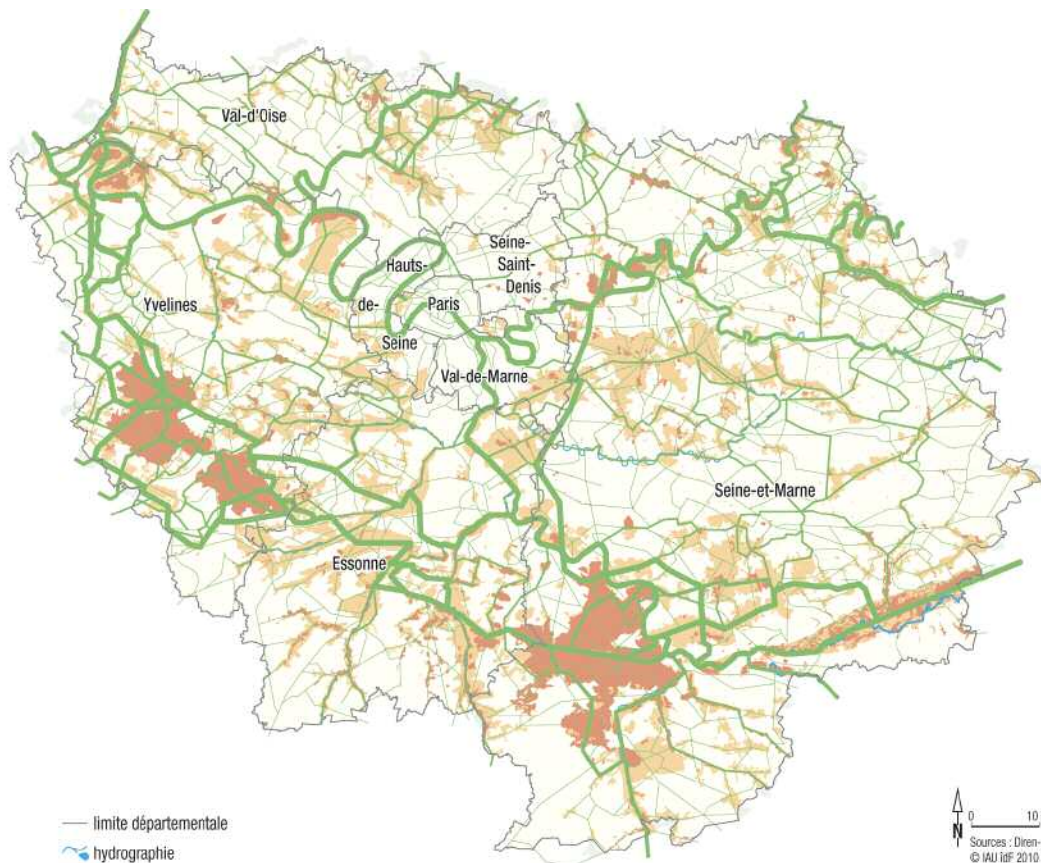 Val-d'Oise
Seine-
Saint-
Denis
Hauts-
de-
Seine
Paris
Yvelines
Val-de-Marne
Seine-et-Marne
Essonne
limite départementale
hydrographie
N
0 10
Sources : Diren-
© IAU îdF 2010